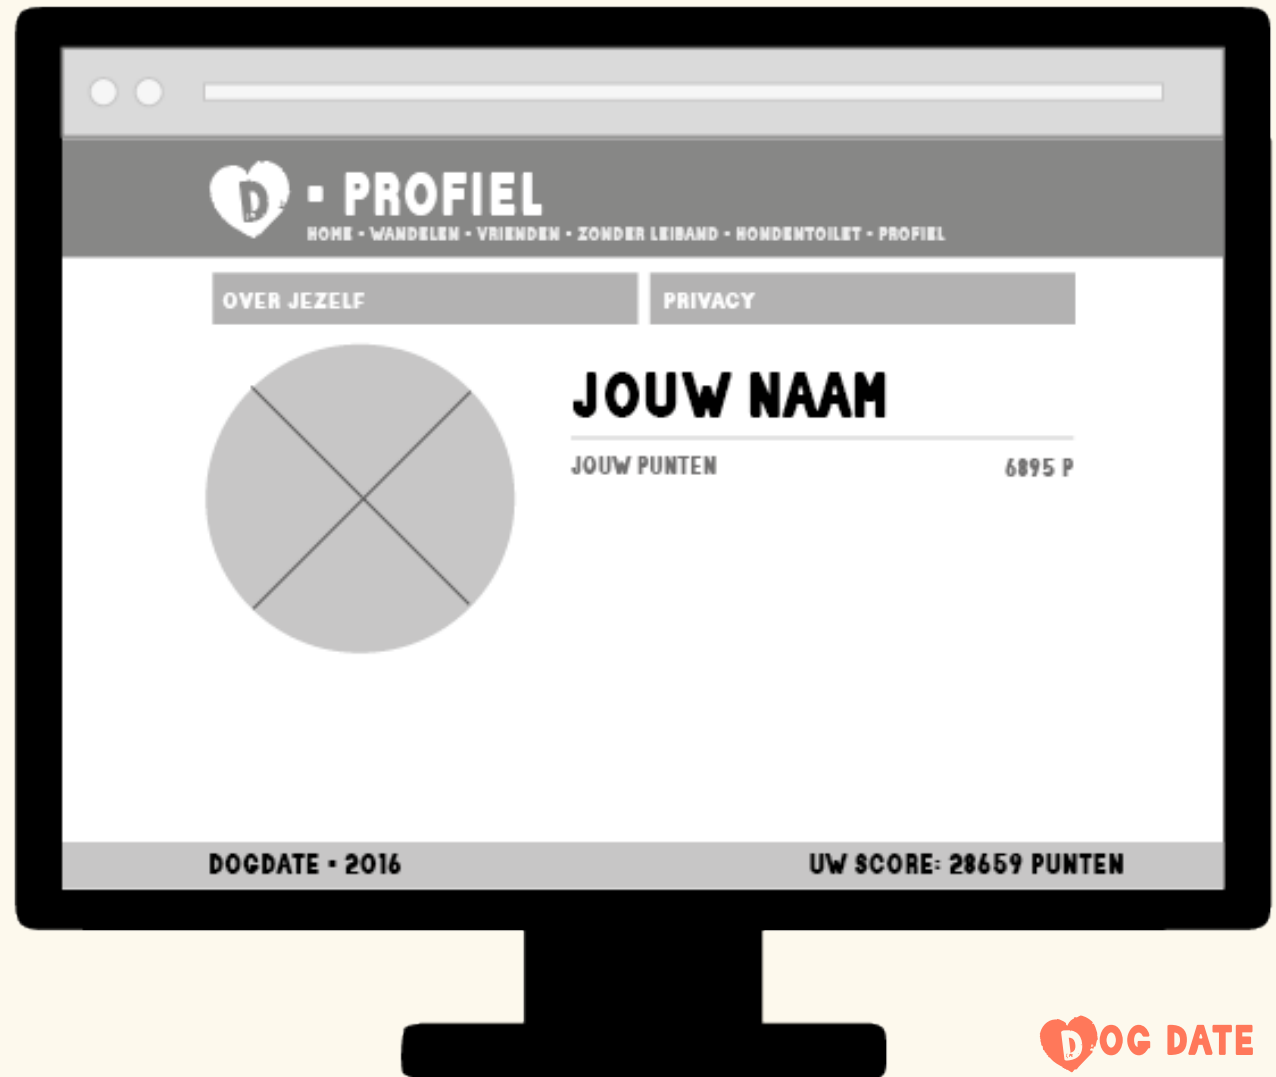 D - PROFIEL
HOME - WANDELEN - VRIENDEN - ZONDER LEIBAND - HONDENTOILET - PROFIEL
OVER JEZELF
PRIVACY
JOUW NAAM
JOUW PUNTEN 6895 P
DOGDATE - 2016
UW SCORE: 28659 PUNTEN
DOG DATE